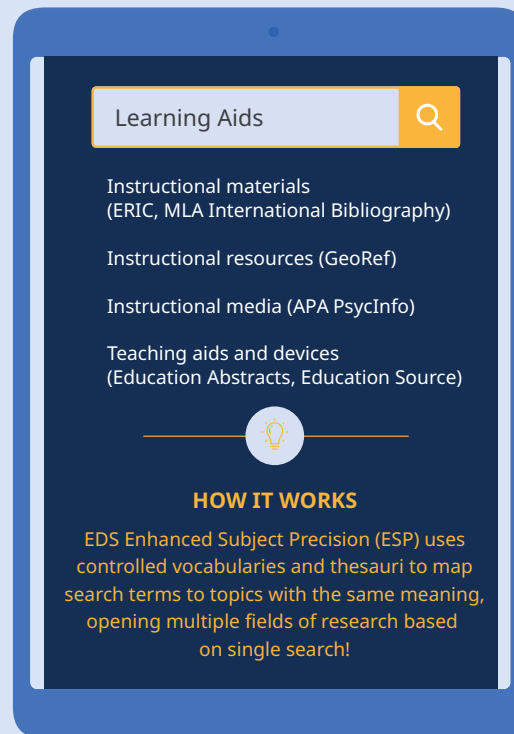 Learning Aids
Instructional materials
(ERIC, MLA International Bibliography)
Instructional resources (GeoRef)
Instructional media (APA PsycInfo)
Teaching aids and devices
(Education Abstracts, Education Source)
HOW IT WORKS
EDS Enhanced Subject Precision (ESP) uses
controlled vocabularies and thesauri to map
search terms to topics with the same meaning,
opening multiple fields of research based
on single search!